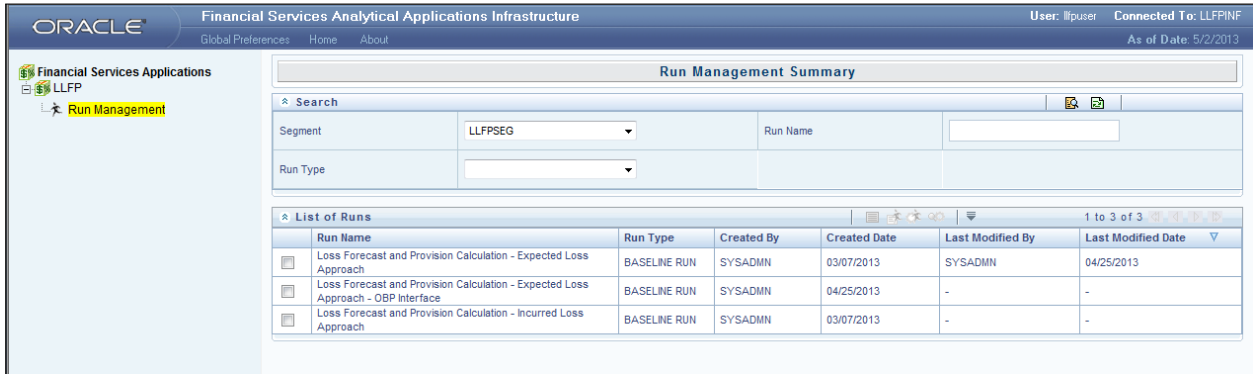 ORACLE
Financial Services Analytical Applications Infrastructure
User: llfpuser Connected To: LLFPINF
Global Preferences Home About
As of Date: 5/2/2013
Financial Services Applications
LLFP
Run Management
Run Management Summary
Search
Segment LLFPSEG Run Name
Run Type
List of Runs 1 to 3 of 3
Run Name Run Type Created By Created Date Last Modified By Last Modified Date
Loss Forecast and Provision Calculation - Expected Loss
Approach BASELINE RUN SYSADMN 03/07/2013 SYSADMN 04/25/2013
Loss Forecast and Provision Calculation - Expected Loss
Approach - OBP Interface BASELINE RUN SYSADMN 04/25/2013 - -
Loss Forecast and Provision Calculation - Incurred Loss
Approach BASELINE RUN SYSADMN 03/07/2013 - -